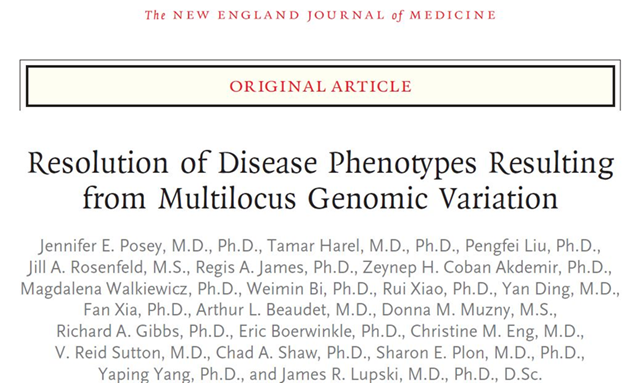 The NEW ENGLAND JOURNAL of MEDICINE
ORIGINAL ARTICLE
Resolution of Disease Phenotypes Resulting
from Multilocus Genomic Variation
Jennifer E. Posey, M.D., Ph.D., Tamar Harel, M.D., Ph.D., Pengfei Liu, Ph.D.,
Jill A. Rosenfeld, M.S., Regis A. James, Ph.D., Zeynep H. Coban Akdemir, Ph.D.,
Magdalena Walkiewicz, Ph.D., Weimin Bi, Ph.D., Rui Xiao, Ph.D., Yan Ding, M.D.,
Fan Xia, Ph.D., Arthur L. Beaudet, M.D., Donna M. Muzny, M.S.,
Richard A. Gibbs, Ph.D., Eric Boerwinkle, Ph.D., Christine M. Eng, M.D.,
V. Reid Sutton, M.D., Chad A. Shaw, Ph.D., Sharon E. Plon, M.D., Ph.D.,
Yaping Yang, Ph.D., and James R. Lupski, M.D., Ph.D., D.Sc.